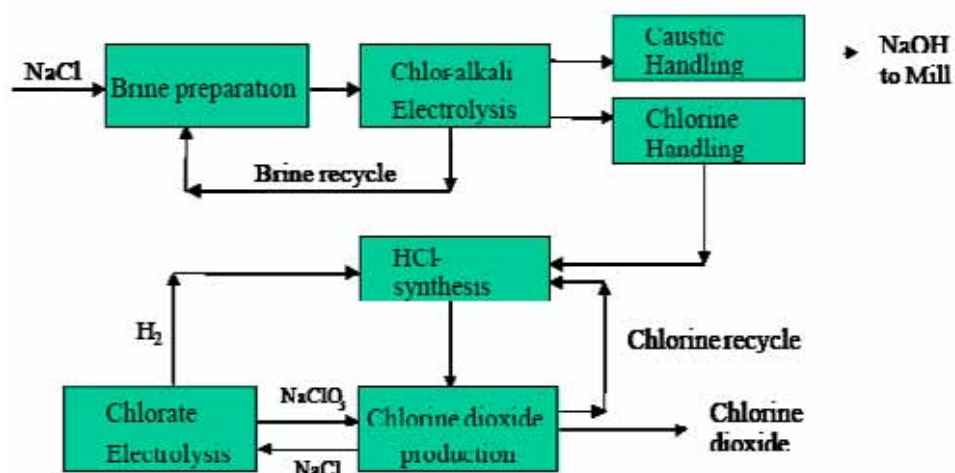 NaCl
Brine preparation
Chlor-alkali
Electrolysis
Caustic
Handling
NaOH
to Mill
Chlorine
Handling
Brine recycle
HCl-
synthesis
H₂
Chlorine recycle
Chlorate
Electrolysis
NaClO₃
NaCl
Chlorine dioxide
production
Chlorine
dioxide